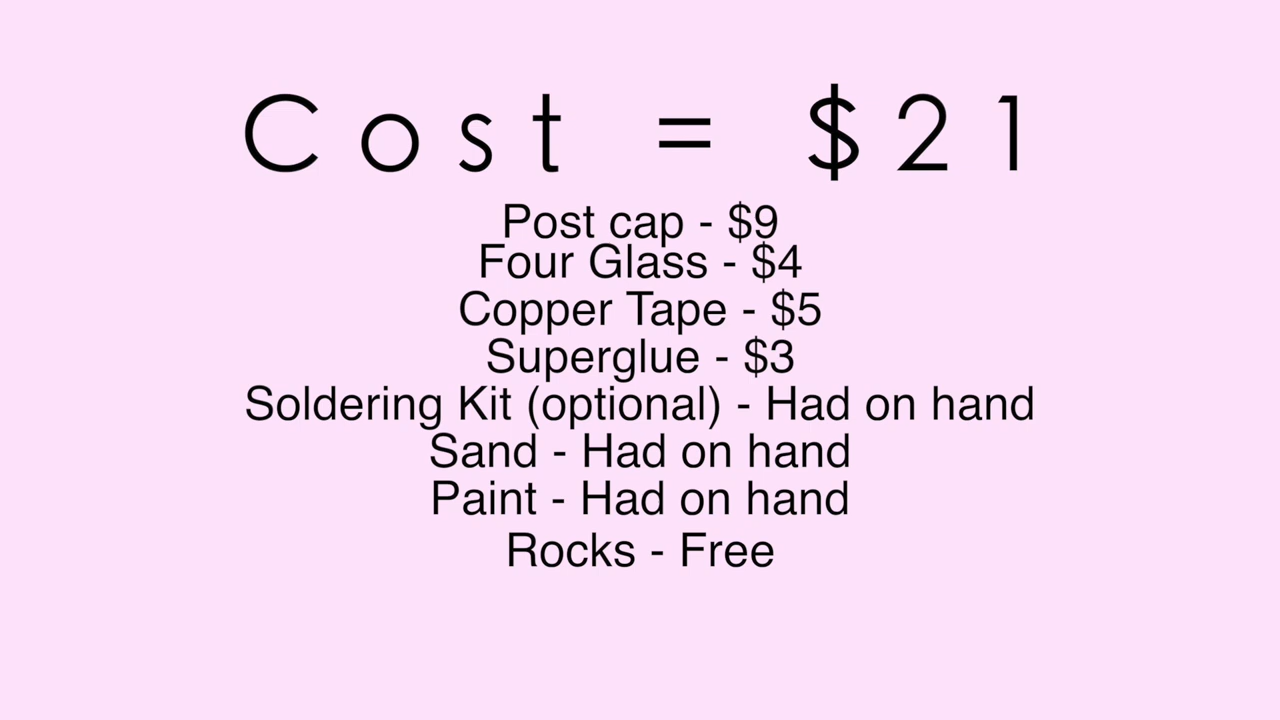 Cost = $21
Post cap - $9
Four Glass - $4
Copper Tape - $5
Superglue - $3
Soldering Kit (optional) - Had on hand
Sand - Had on hand
Paint - Had on hand
Rocks - Free